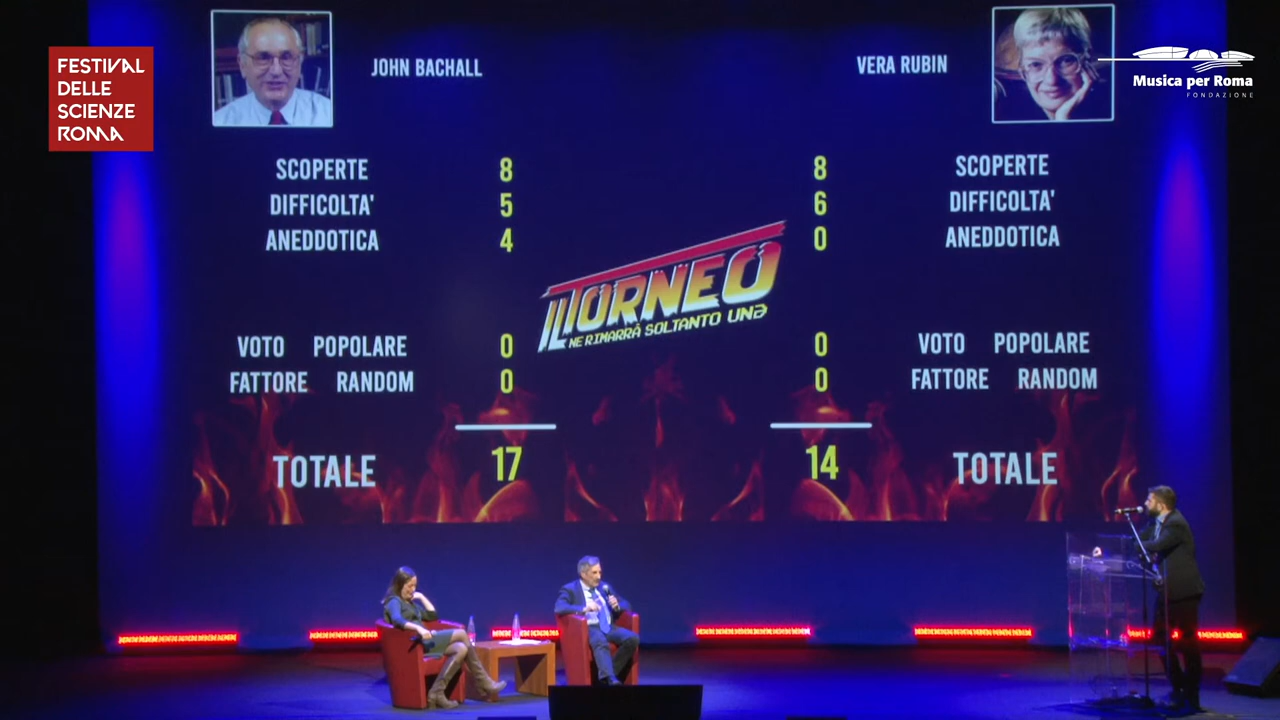 FESTIVAL
DELLE
SCIENZE
ROMA
JOHN BACHALL
VERA RUBIN
Musica per Roma
FONDAZIONE
SCOPERTE 8
DIFFICOLTA' 5
ANEDDOTICA 4
8 SCOPERTE
6 DIFFICOLTA'
0 ANEDDOTICA
IL TORNEO
NE RIMARRÁ SOLTANTO UNƏ
VOTO POPOLARE 0
FATTORE RANDOM 0
0 VOTO POPOLARE
0 FATTORE RANDOM
TOTALE 17
14 TOTALE